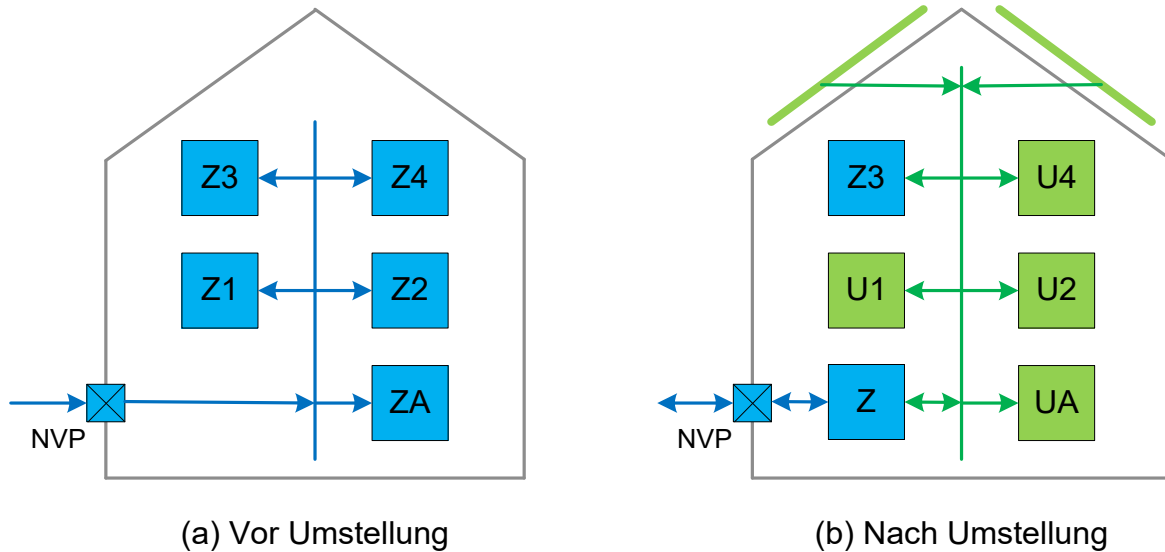 Z3 Z4
Z1 Z2
ZA
NVP
(a) Vor Umstellung
Z3 U4
U1 U2
Z UA
NVP
(b) Nach Umstellung